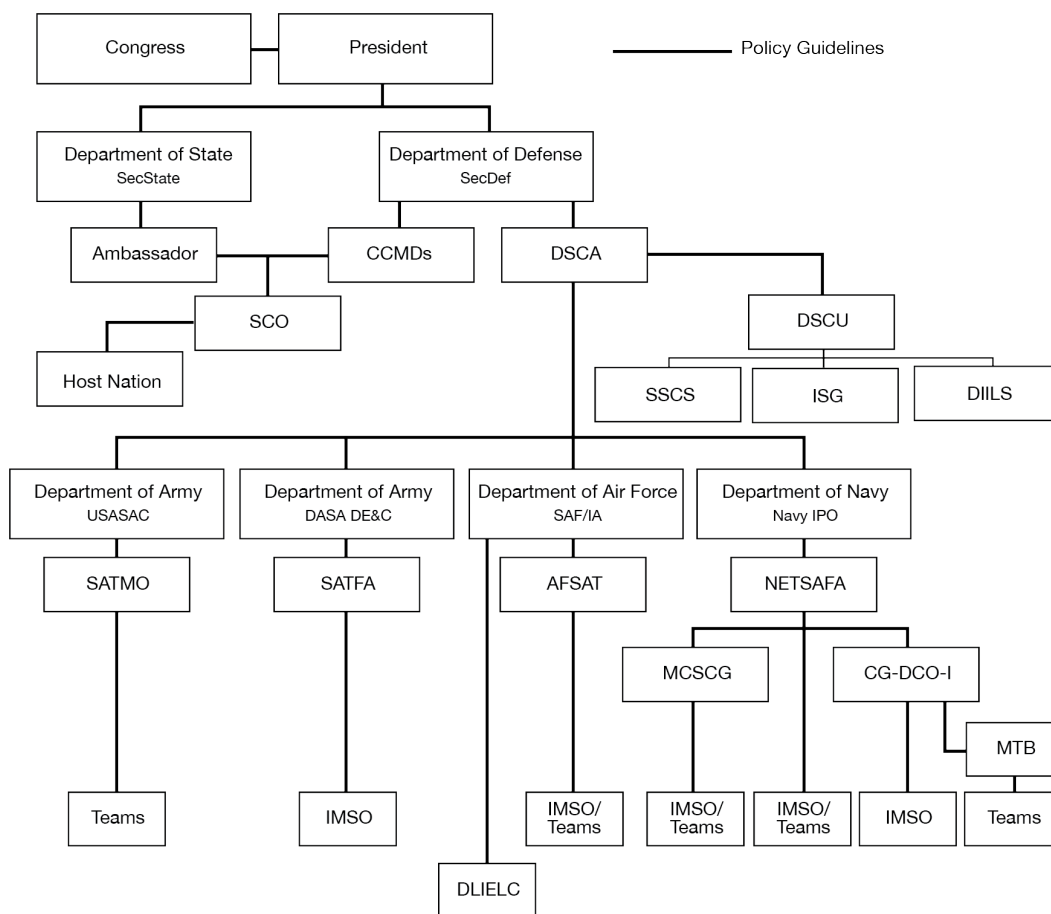 Congress
President
Policy Guidelines
Department of State
SecState
Department of Defense
SecDef
Ambassador
CCMDs
DSCA
SCO
DSCU
Host Nation
SSCS
ISG
DIILS
Department of Army
USASAC
Department of Army
DASA DE&C
Department of Air Force
SAF/IA
Department of Navy
Navy IPO
SATMO
SATFA
AFSAT
NETSAFA
MCSCG
CG-DCO-I
MTB
Teams
IMSO
IMSO/
Teams
IMSO/
Teams
IMSO/
Teams
IMSO
Teams
DLIELC